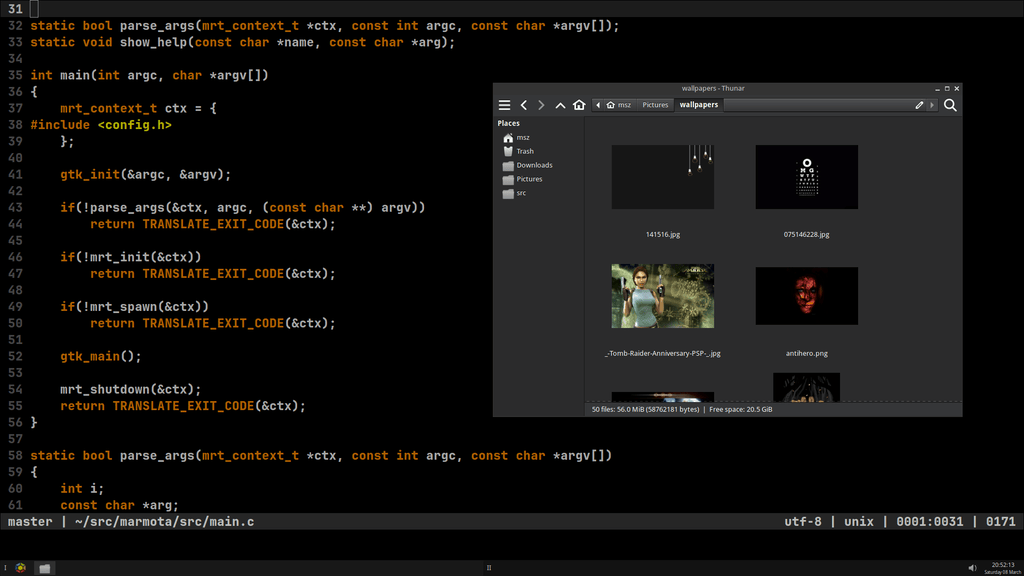 31
32 static bool parse_args(mrt_context_t *ctx, const int argc, const char *argv[]);
33 static void show_help(const char *name, const char *arg);
34
35 int main(int argc, char *argv[])
36 {
37 mrt_context_t ctx = {
38 #include <config.h>
39 };
40
41 gtk_init(&argc, &argv);
42
43 if(!parse_args(&ctx, argc, (const char **) argv))
44 return TRANSLATE_EXIT_CODE(&ctx);
45
46 if(!mrt_init(&ctx))
47 return TRANSLATE_EXIT_CODE(&ctx);
48
49 if(!mrt_spawn(&ctx))
50 return TRANSLATE_EXIT_CODE(&ctx);
51
52 gtk_main();
53
54 mrt_shutdown(&ctx);
55 return TRANSLATE_EXIT_CODE(&ctx);
56 }
57
58 static bool parse_args(mrt_context_t *ctx, const int argc, const char *argv[])
59 {
60 int i;
61 const char *arg;
master | ~/src/marmota/src/main.c utf-8 | unix | 0001:0031 | 0171
wallpapers - Thunar
msz Pictures wallpapers
Places
msz
Trash
Downloads
Pictures
src
O
M G
W T F
141516.jpg 075146228.jpg
_-Tomb-Raider-Anniversary-PSP-_.jpg antihero.png
50 files: 56.0 MiB (58762181 bytes) | Free space: 20.5 GiB
I
II
20:52:13
Saturday 08 March